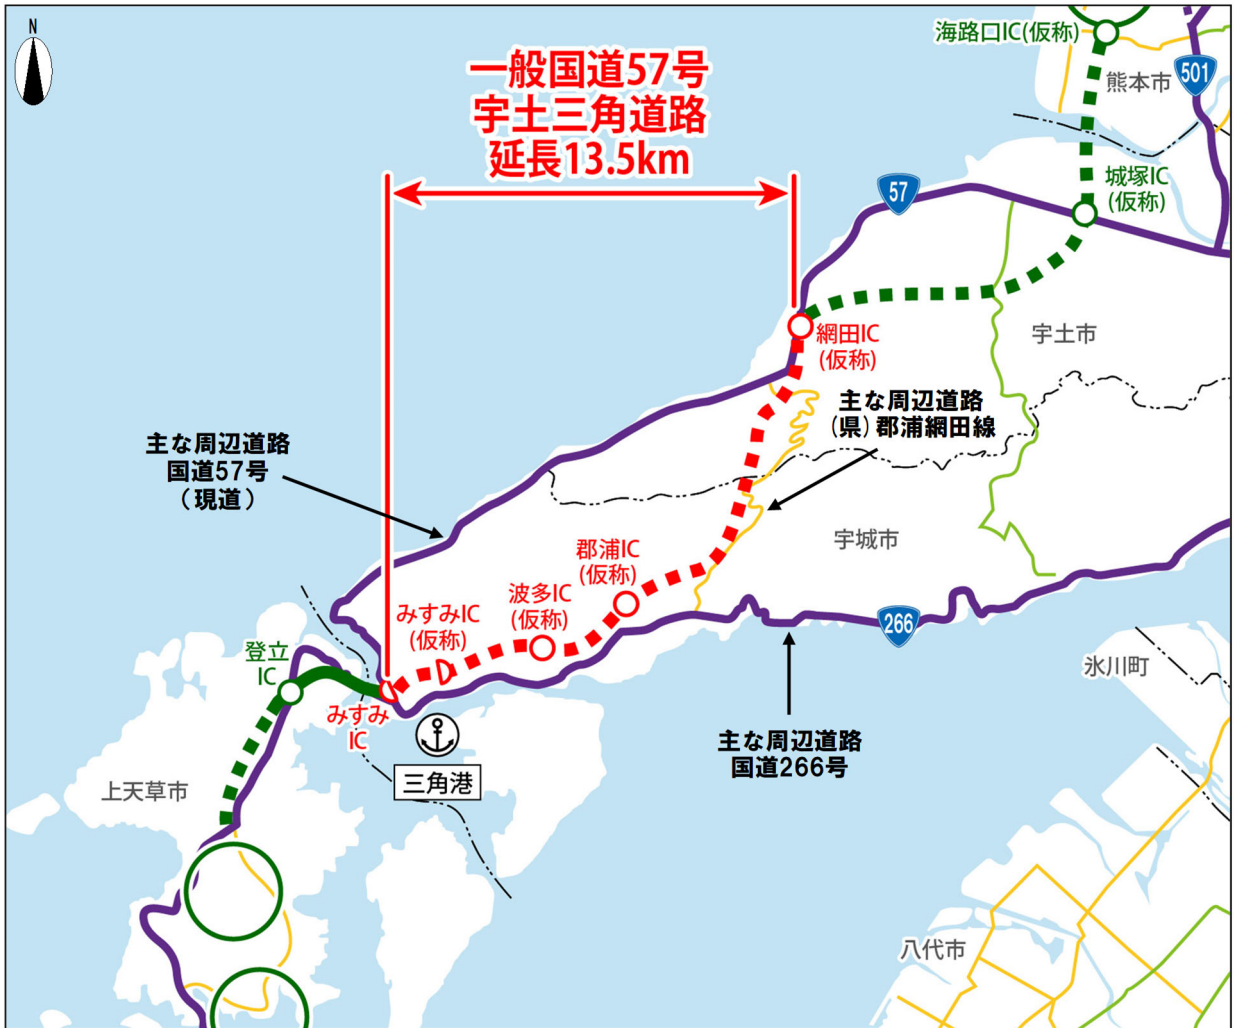 N
海路口IC(仮称)
一般国道57号
宇土三角道路
延長13.5km
501
熊本市
城塚IC
(仮称)
57
網田IC
(仮称)
宇土市
主な周辺道路
(県)郡浦網田線
主な周辺道路
国道57号
（現道）
宇城市
郡浦IC
(仮称)
波多IC
(仮称)
みすみIC
(仮称)
266
登立
IC
みすみ
IC
氷川町
三角港
主な周辺道路
国道266号
上天草市
八代市